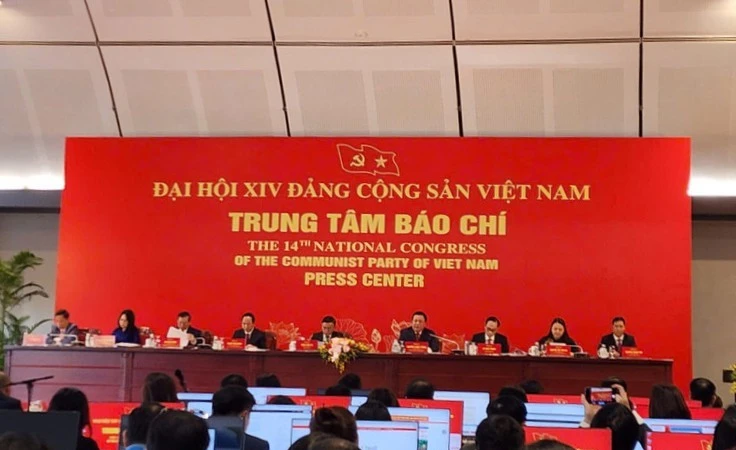 ĐẠI HỘI XIV ĐẢNG CỘNG SẢN VIỆT NAM
TRUNG TÂM BÁO CHÍ
THE 14TH NATIONAL CONGRESS
OF THE COMMUNIST PARTY OF VIET NAM
PRESS CENTER